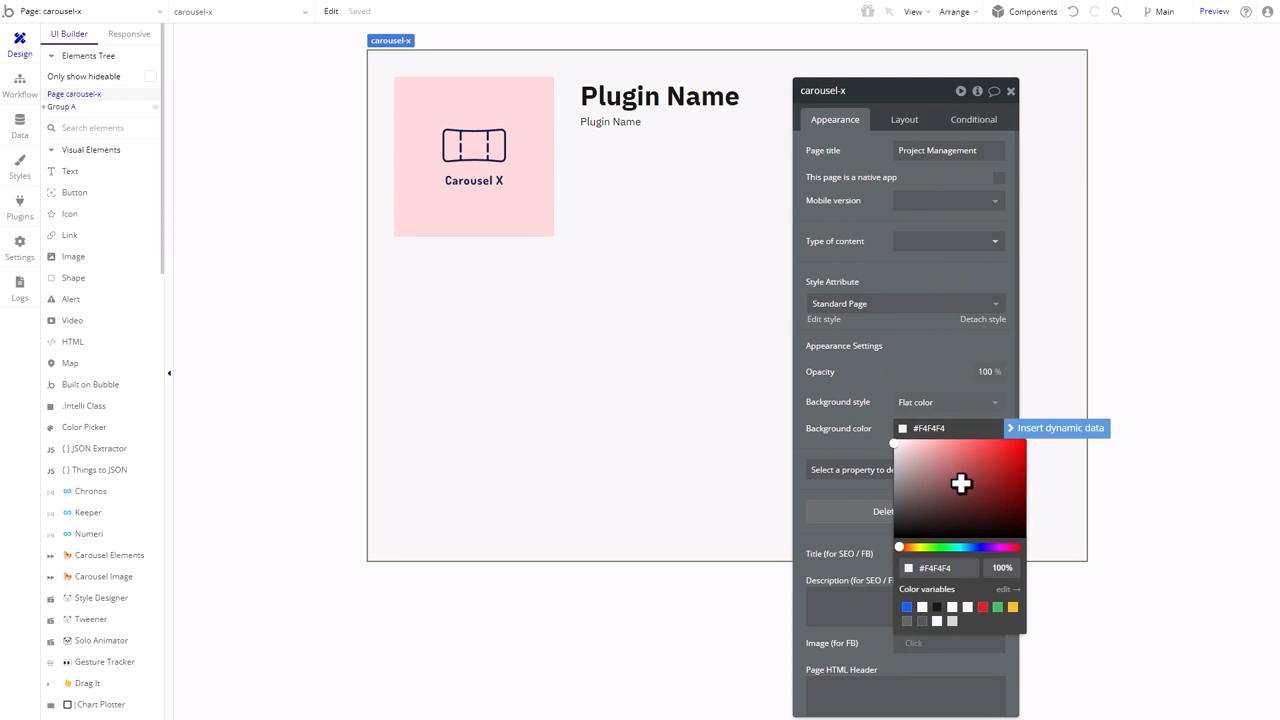 Page: carousel-x
carousel-x
Edit
Saved
View
Arrange
Components
Main
Preview
Design
Workflow
Data
Styles
Plugins
Settings
Logs
UI Builder
Responsive
Elements Tree
Only show hideable
Page carousel-x
Group A
Search elements
Visual Elements
Text
Button
Icon
Link
Image
Shape
Alert
Video
HTML
Map
Built on Bubble
.Intelli Class
Color Picker
{ } JSON Extractor
{ } Things to JSON
Chronos
Keeper
Numeri
Carousel Elements
Carousel Image
Style Designer
Tweener
Solo Animator
Gesture Tracker
Drag It
Chart Plotter
carousel-x
Carousel X
Plugin Name
Plugin Name
carousel-x
Appearance
Layout
Conditional
Page title
Project Management
This page is a native app
Mobile version
Type of content
Style Attribute
Standard Page
Edit style
Detach style
Appearance Settings
Opacity
100 %
Background style
Flat color
Background color
#F4F4F4
Insert dynamic data
Select a property to de
Delet
Title (for SEO / FB)
Description (for SEO / F
Image (for FB)
Click
Page HTML Header
#F4F4F4
100%
Color variables
edit →